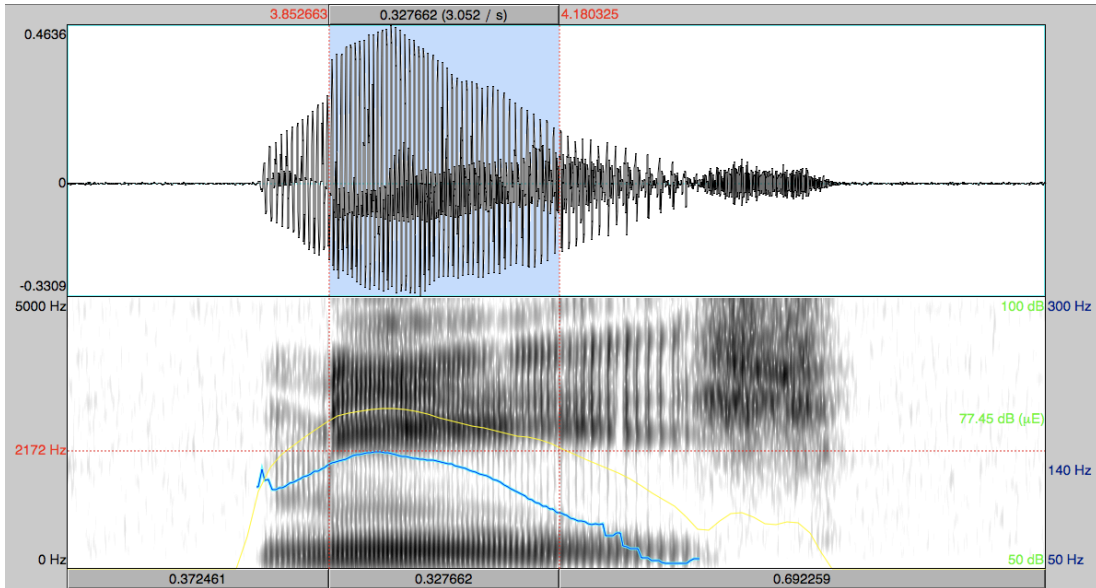 3.852663 0.327662 (3.052 / s) 4.180325
0.4636
0
-0.3309
5000 Hz 100 dB 300 Hz
77.45 dB (µE)
2172 Hz 140 Hz
0 Hz 50 dB 50 Hz
0.372461 0.327662 0.692259